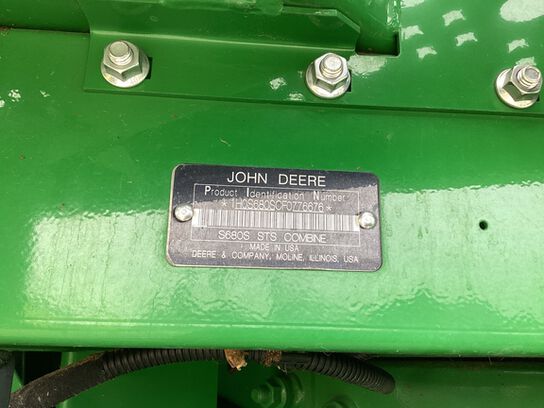 JOHN DEERE
Product Identification Number
*1H0S680SCF0776676*
S680S STS COMBINE
MADE IN USA
DEERE & COMPANY, MOLINE, ILLINOIS, USA